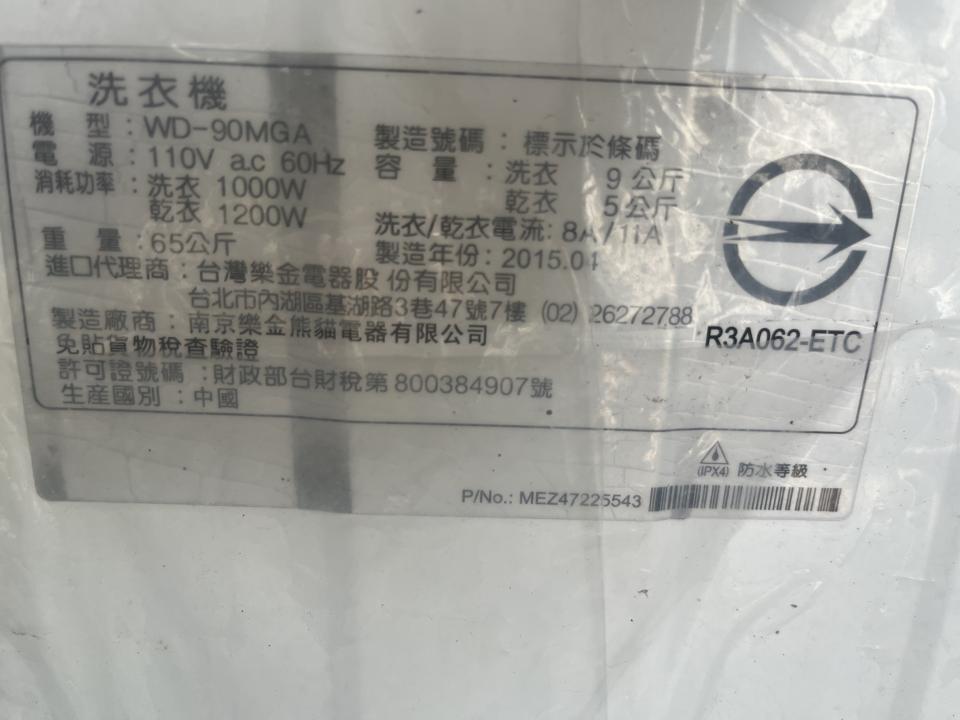 洗衣機
機 型：WD-90MGA
電 源：110V a.c 60Hz
消耗功率：洗衣 1000W
乾衣 1200W
重 量：65公斤
製造號碼：標示於條碼
容 量：洗衣 9公斤
乾衣 5公斤
洗衣/乾衣電流: 8A/11A
製造年份: 2015.04
進口代理商：台灣樂金電器股份有限公司
台北市內湖區基湖路3巷47號7樓 (02) 26272788
製造廠商：南京樂金熊貓電器有限公司
免貼貨物稅查驗證
許可證號碼：財政部台財稅第800384907號
生產國別：中國
R3A062-ETC
(IPX4) 防水等級
P/No.: MEZ47225543